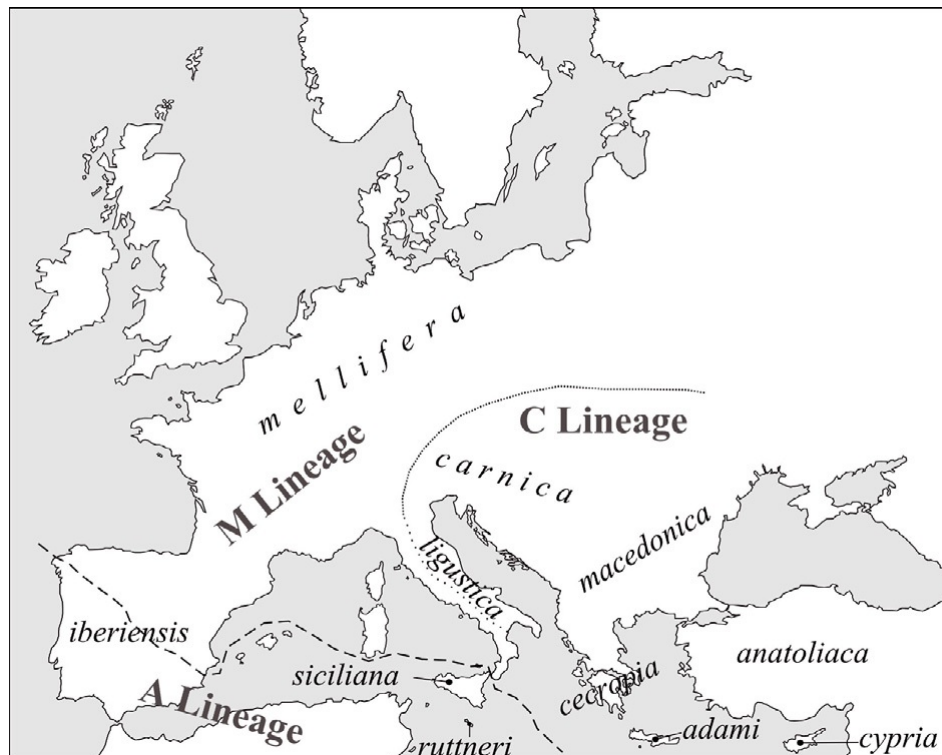 mellifera
C Lineage
carnica
M Lineage
ligustica
macedonica
iberiensis
siciliana
cecropia
anatoliaca
A Lineage
ruttneri
adami
cypria